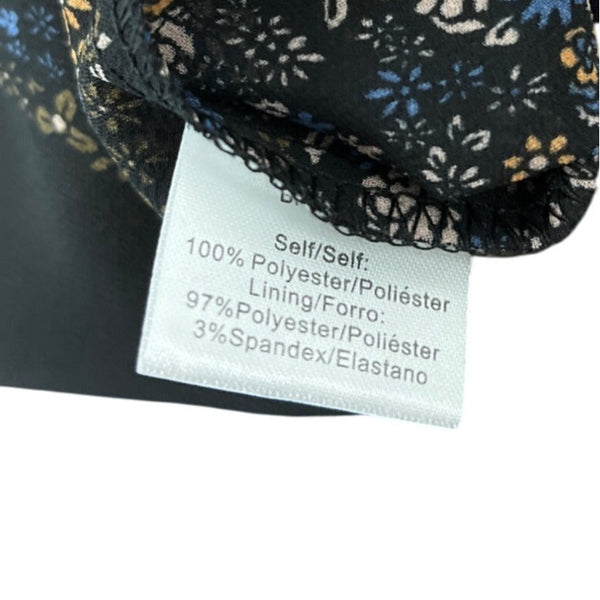 Self/Self:
100% Polyester/Poliéster
Lining/Forro:
97%Polyester/Poliéster
3%Spandex/Elastano